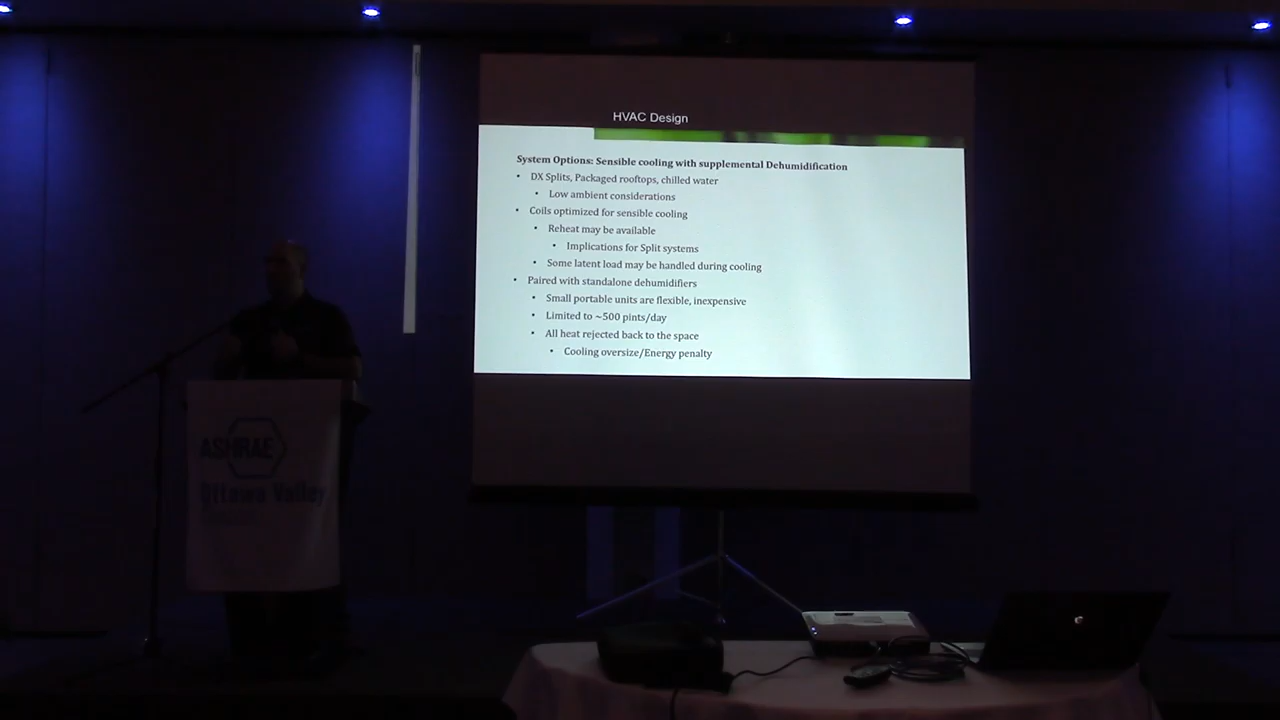 HVAC Design
System Options: Sensible cooling with supplemental Dehumidification
• DX Splits, Packaged rooftops, chilled water
• Low ambient considerations
• Coils optimized for sensible cooling
• Reheat may be available
• Implications for Split systems
• Some latent load may be handled during cooling
• Paired with standalone dehumidifiers
• Small portable units are flexible, inexpensive
• Limited to ~500 pints/day
• All heat rejected back to the space
• Cooling oversize/Energy penalty
ASHRAE
Ottawa Valley